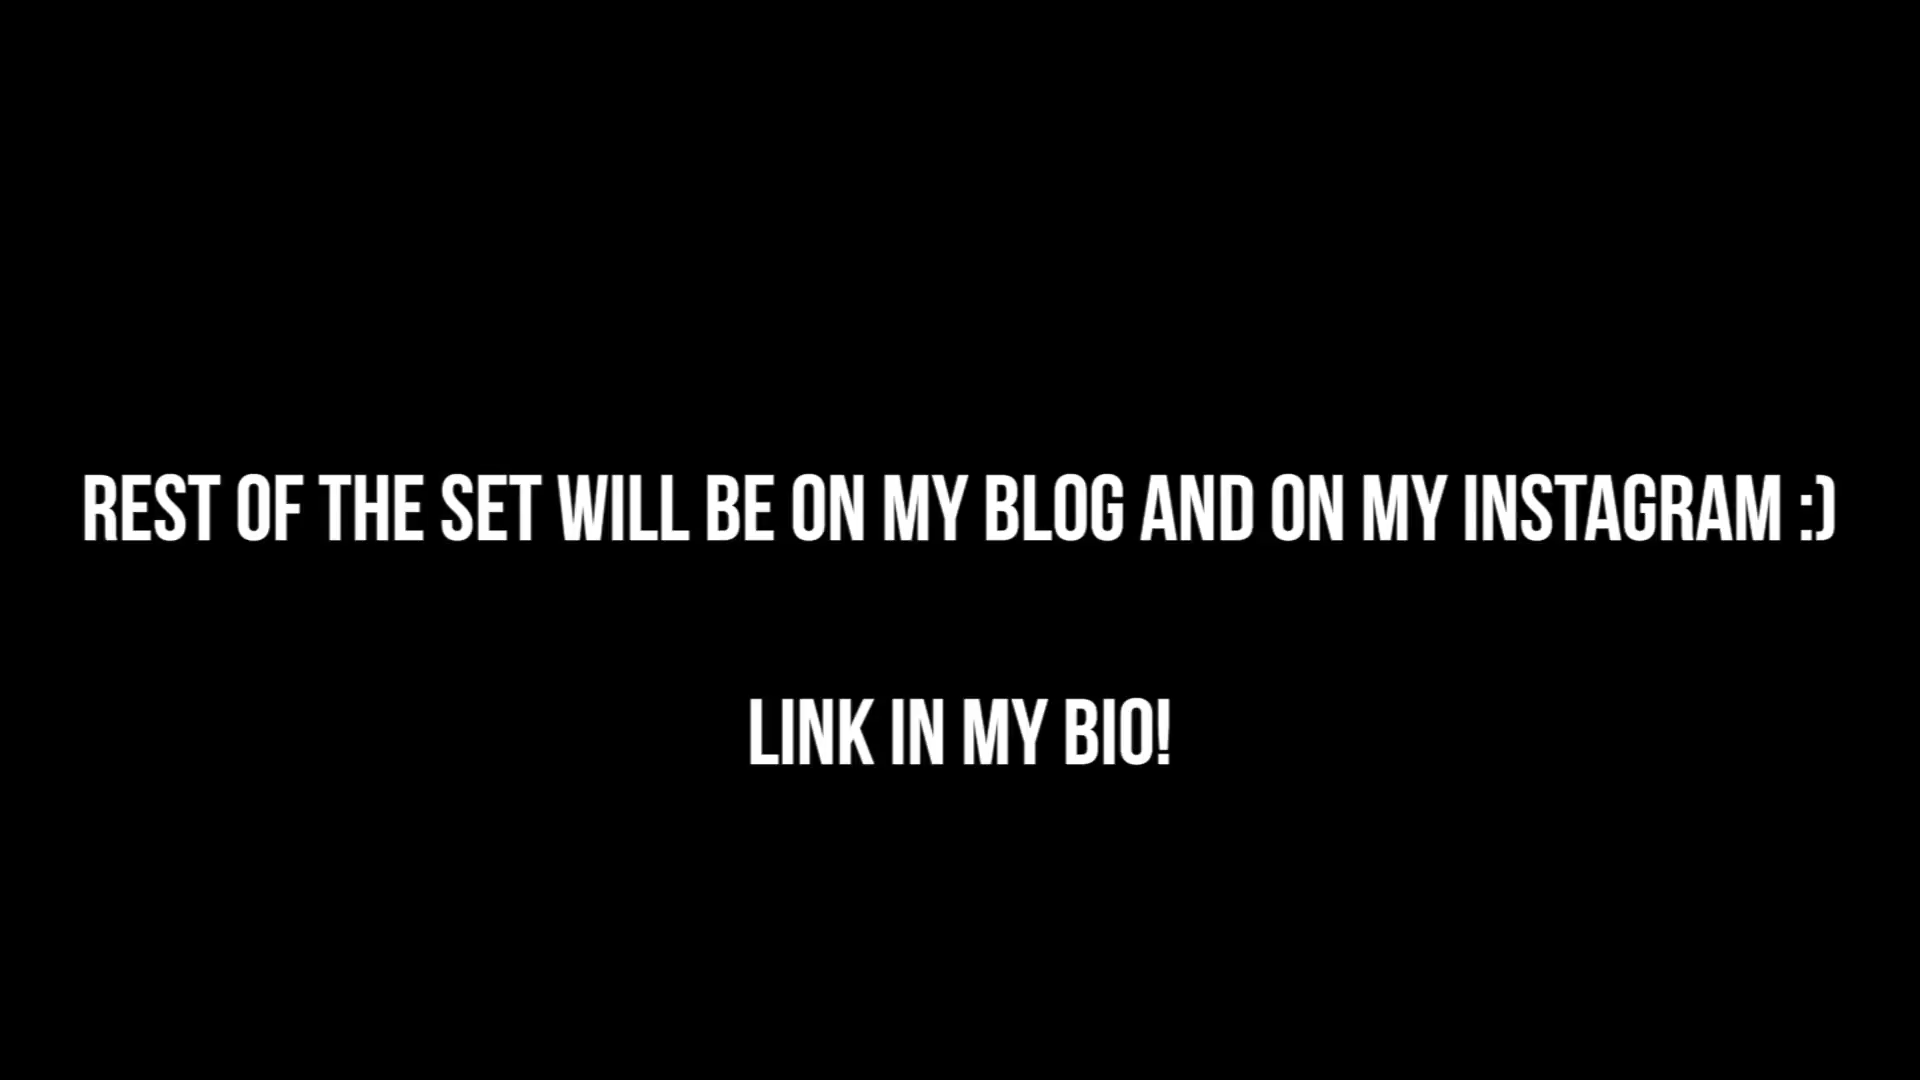 REST OF THE SET WILL BE ON MY BLOG AND ON MY INSTAGRAM :)
LINK IN MY BIO!